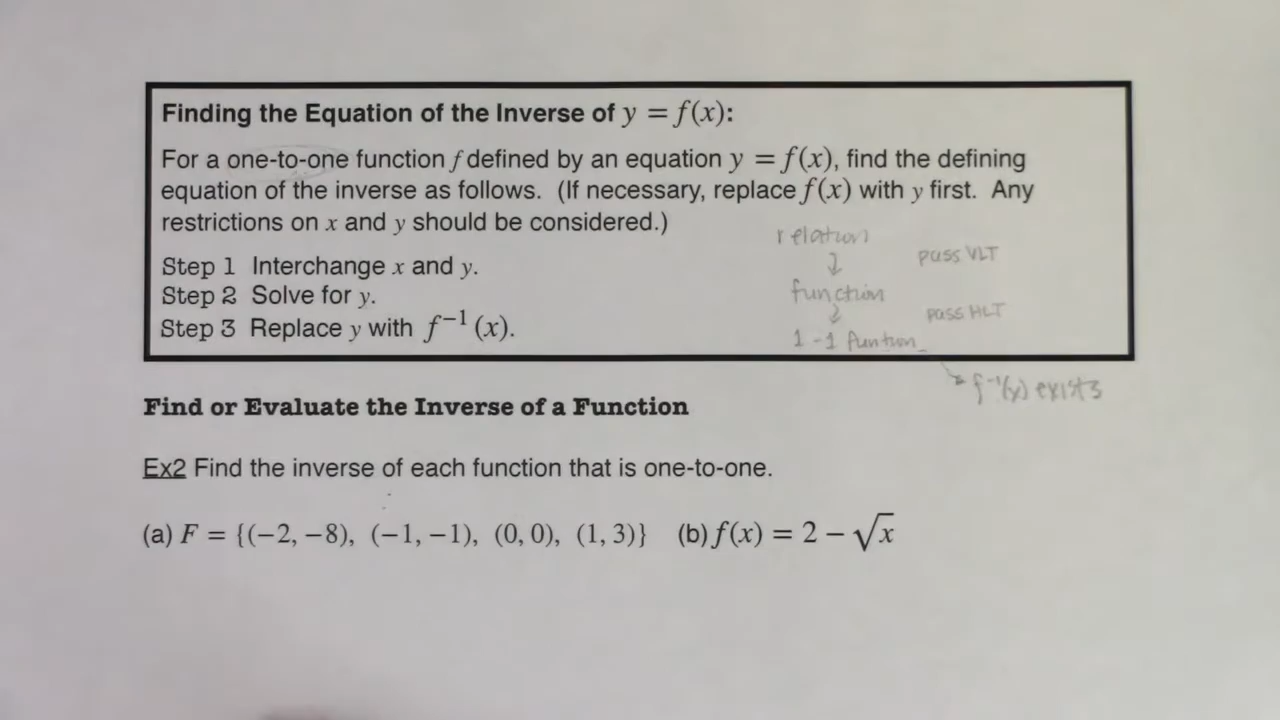 Finding the Equation of the Inverse of y = f(x):
For a one-to-one function f defined by an equation y = f(x), find the defining
equation of the inverse as follows. (If necessary, replace f(x) with y first. Any
restrictions on x and y should be considered.)
relation
↓ pass VLT
Step 1 Interchange x and y.
function
Step 2 Solve for y.
↓ pass HLT
Step 3 Replace y with f⁻¹(x).
1-1 funtion
→ f⁻¹(x) exists
Find or Evaluate the Inverse of a Function
Ex2 Find the inverse of each function that is one-to-one.
(a) F = {(−2, −8), (−1, −1), (0, 0), (1, 3)} (b) f(x) = 2 − √x